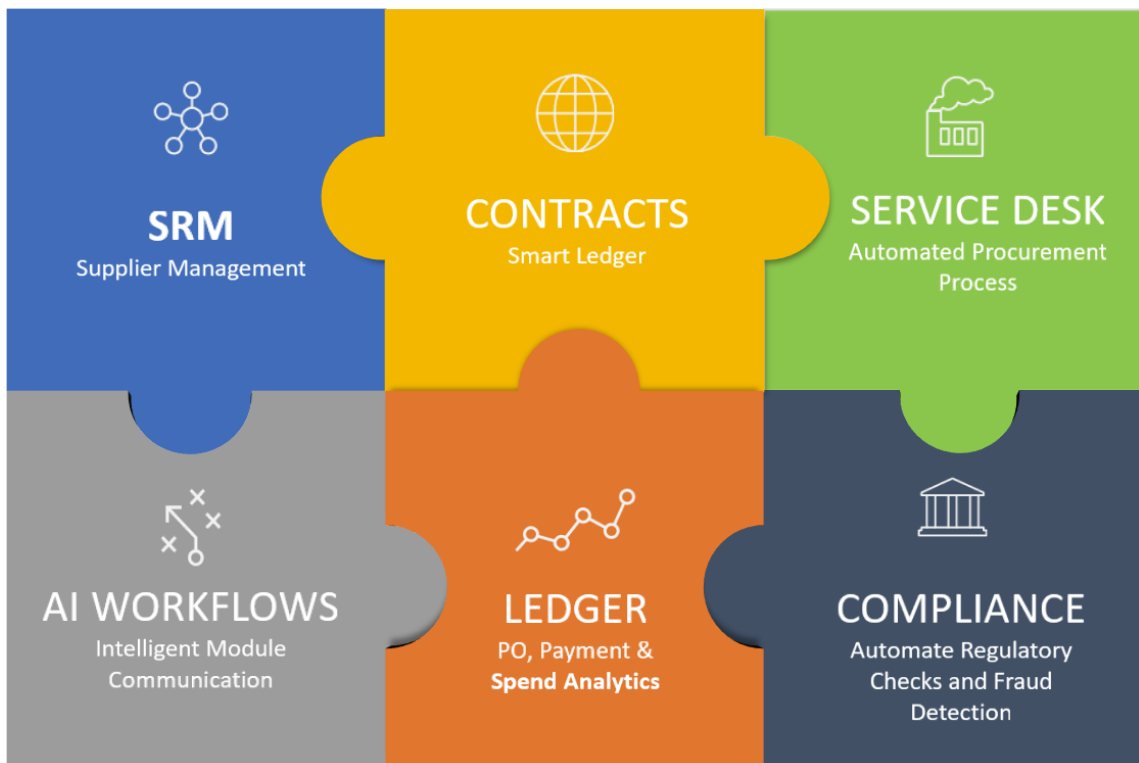 SRM
Supplier Management
CONTRACTS
Smart Ledger
SERVICE DESK
Automated Procurement
Process
AI WORKFLOWS
Intelligent Module
Communication
LEDGER
PO, Payment &
Spend Analytics
COMPLIANCE
Automate Regulatory
Checks and Fraud
Detection